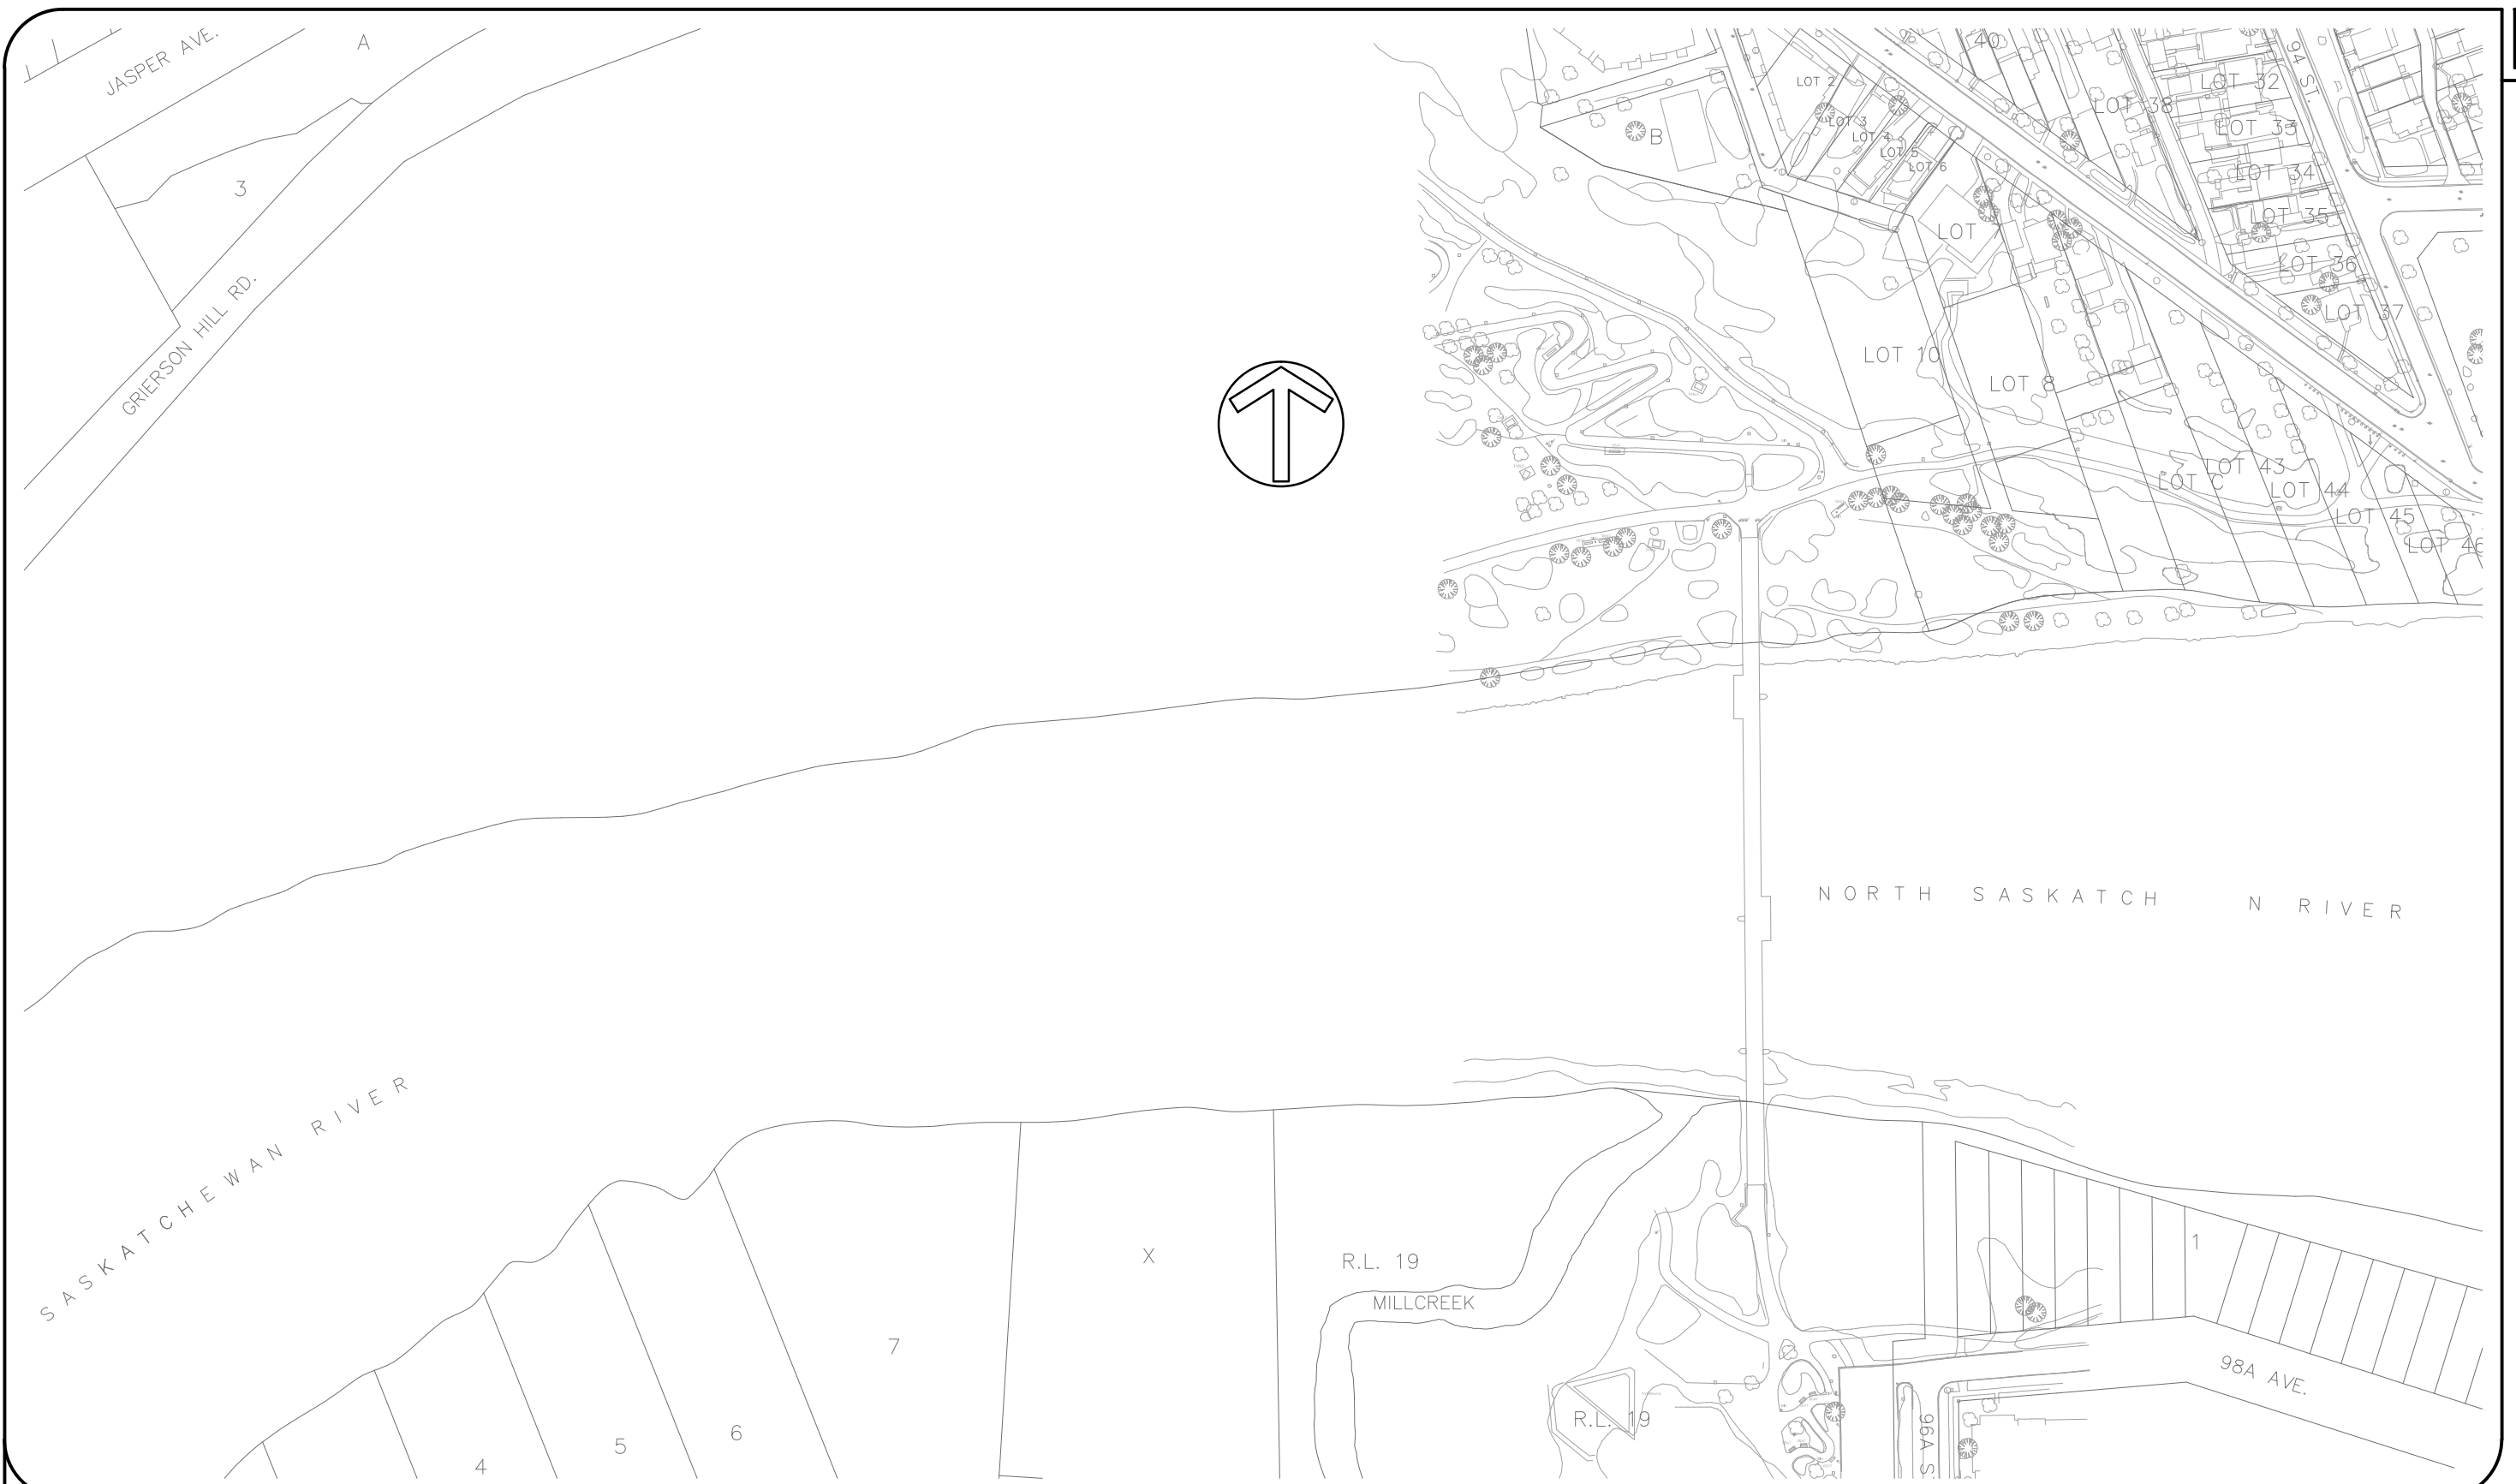 JASPER AVE.
A
3
GRIERSON HILL RD.
B
LOT 2
LOT 3
LOT 4
LOT 5
LOT 6
LOT 7
LOT 8
LOT 10
40
LOT 38
94 ST.
LOT 32
LOT 33
LOT 34
LOT 35
LOT 36
LOT 37
LOT C
LOT 43
LOT 44
LOT 45
LOT 46
NORTH SASKATCH N RIVER
SASKATCHEWAN RIVER
4
5
6
7
X
R.L. 19
MILLCREEK
R.L. 19
1
98A AVE.
96A S